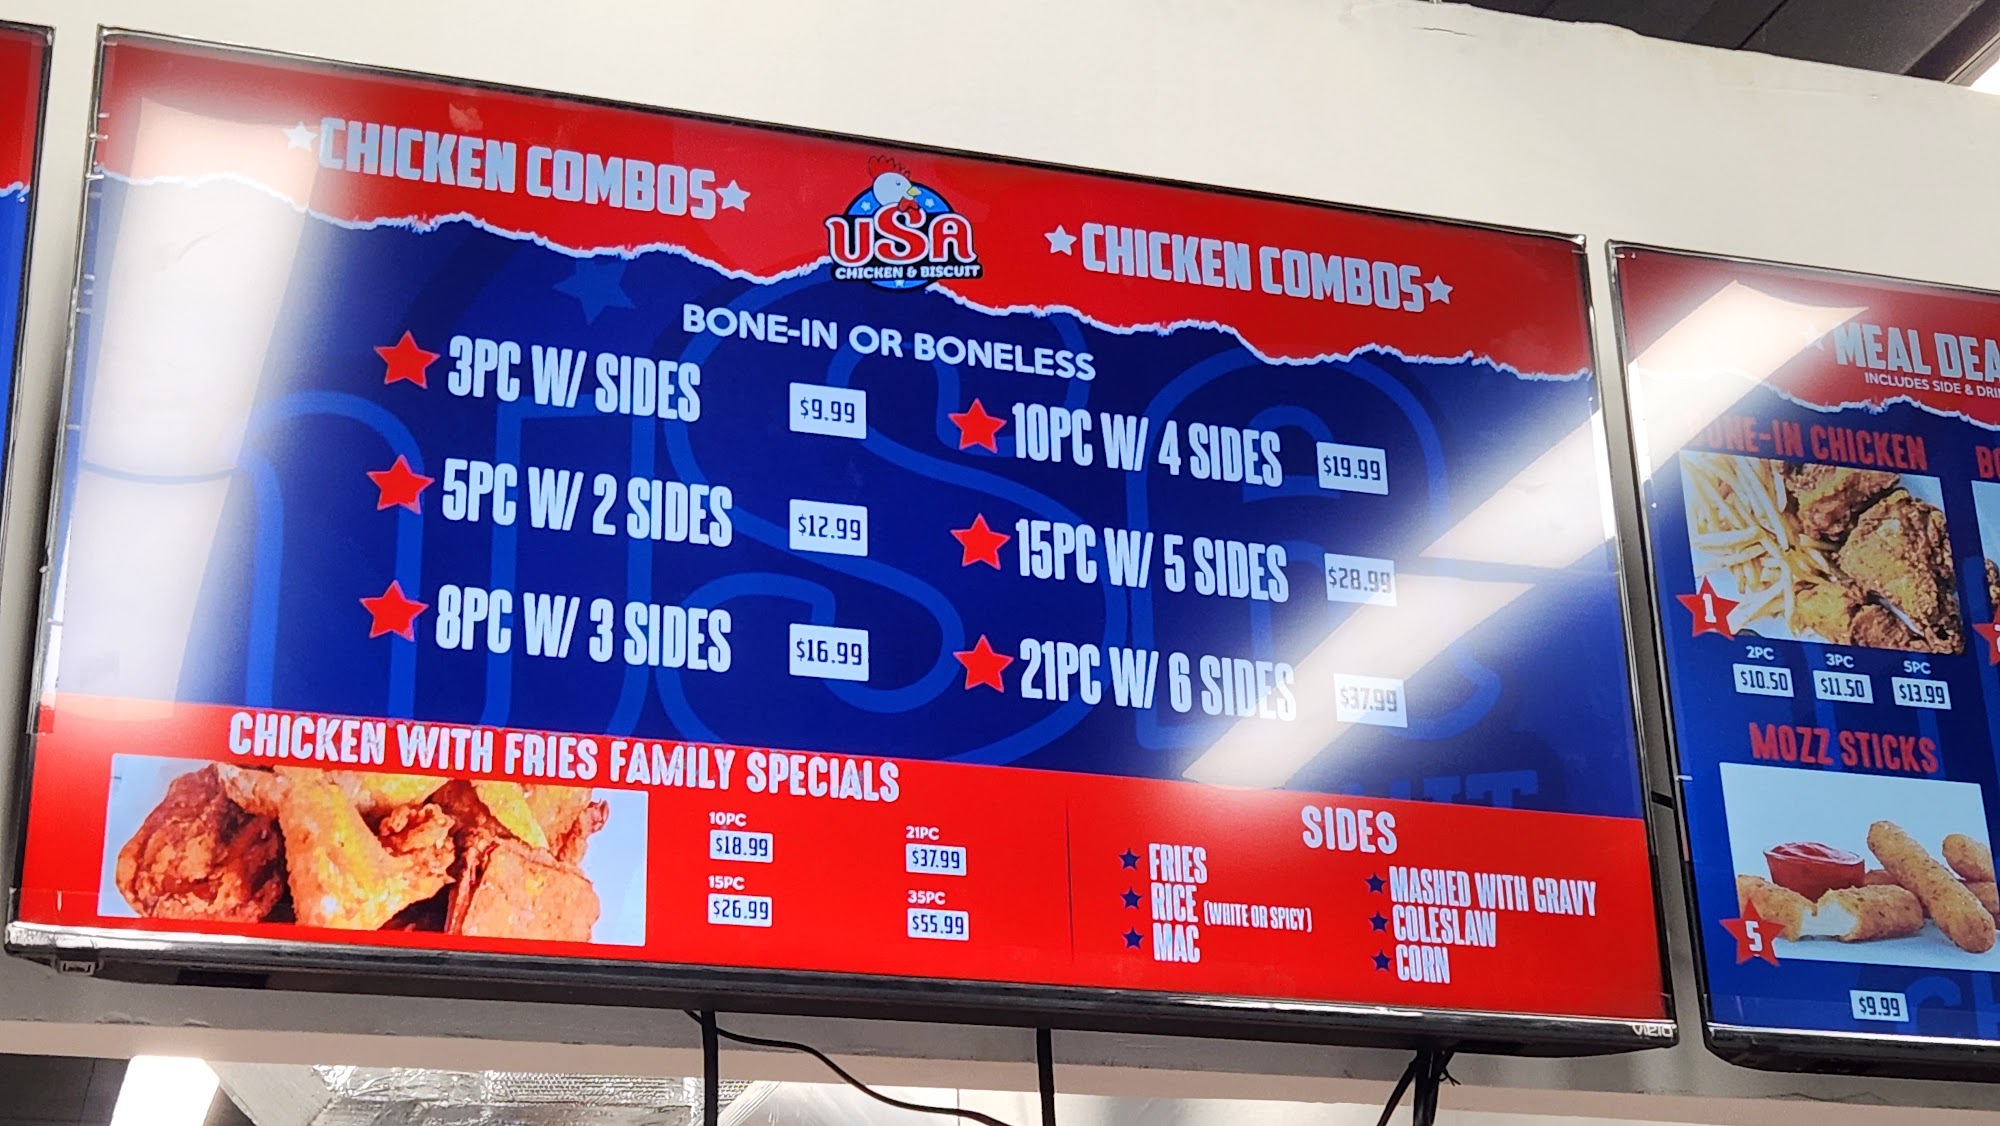 CHICKEN COMBOS
USA
CHICKEN & BISCUIT
CHICKEN COMBOS
BONE-IN OR BONELESS
3PC W/ SIDES $9.99
5PC W/ 2 SIDES $12.99
8PC W/ 3 SIDES $16.99
10PC W/ 4 SIDES $19.99
15PC W/ 5 SIDES $28.99
21PC W/ 6 SIDES $37.99
CHICKEN WITH FRIES FAMILY SPECIALS
10PC
$18.99
15PC
$26.99
21PC
$37.99
35PC
$55.99
SIDES
FRIES
RICE (WHITE OR SPICY)
MAC
MASHED WITH GRAVY
COLESLAW
CORN
VIZIO
MEAL DEA
INCLUDES SIDE & DRI
ONE-IN CHICKEN
1
2PC 3PC 5PC
$10.50 $11.50 $13.99
MOZZ STICKS
5
$9.99